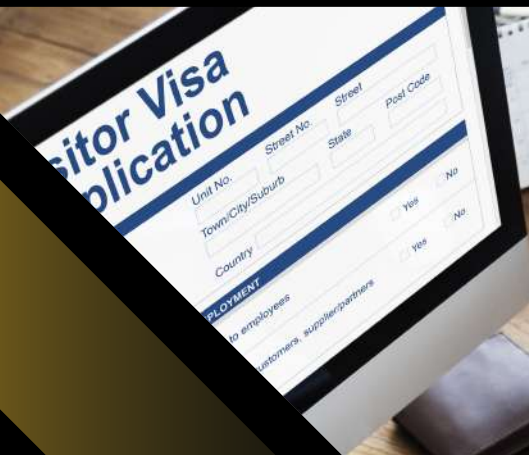 sitor Visa
plication
Unit No. Street No. Street
Town/City/Suburb State Post Code
Country
PLOYMENT
to employees Yes No
customers, supplier/partners Yes No